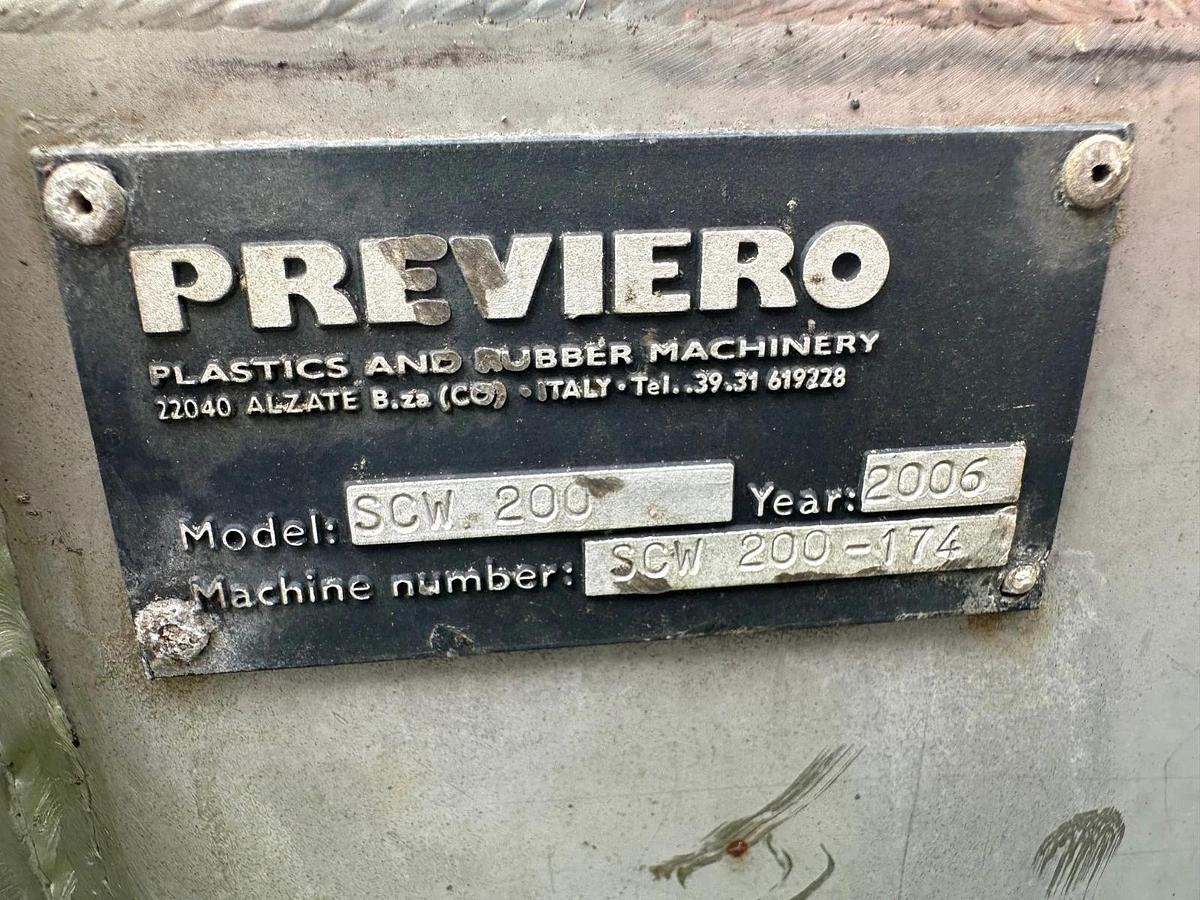 PREVIERO
PLASTICS AND RUBBER MACHINERY
22040 ALZATE B.za (CO) · ITALY · Tel. .39.31 619228
Model: SCW 200 Year: 2006
Machine number: SCW 200-174